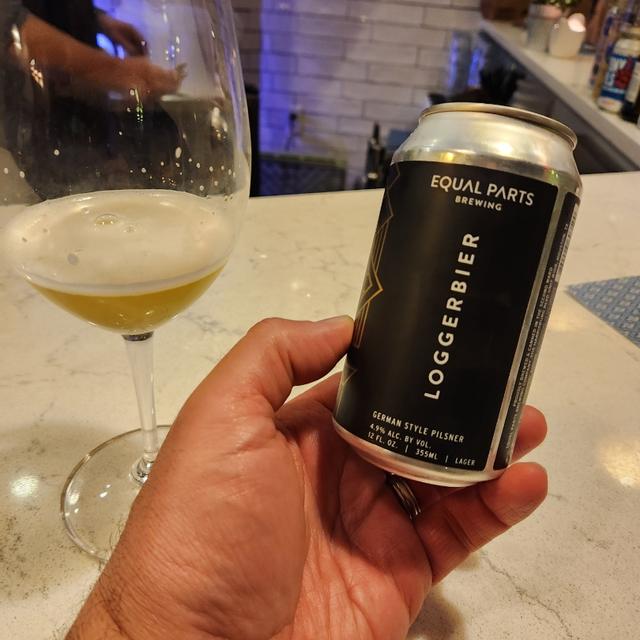 EQUAL PARTS
BREWING
LOGGERBIER
GERMAN STYLE PILSNER
4.9% ALC. BY VOL.
12 FL. OZ. | 355ML | LAGER